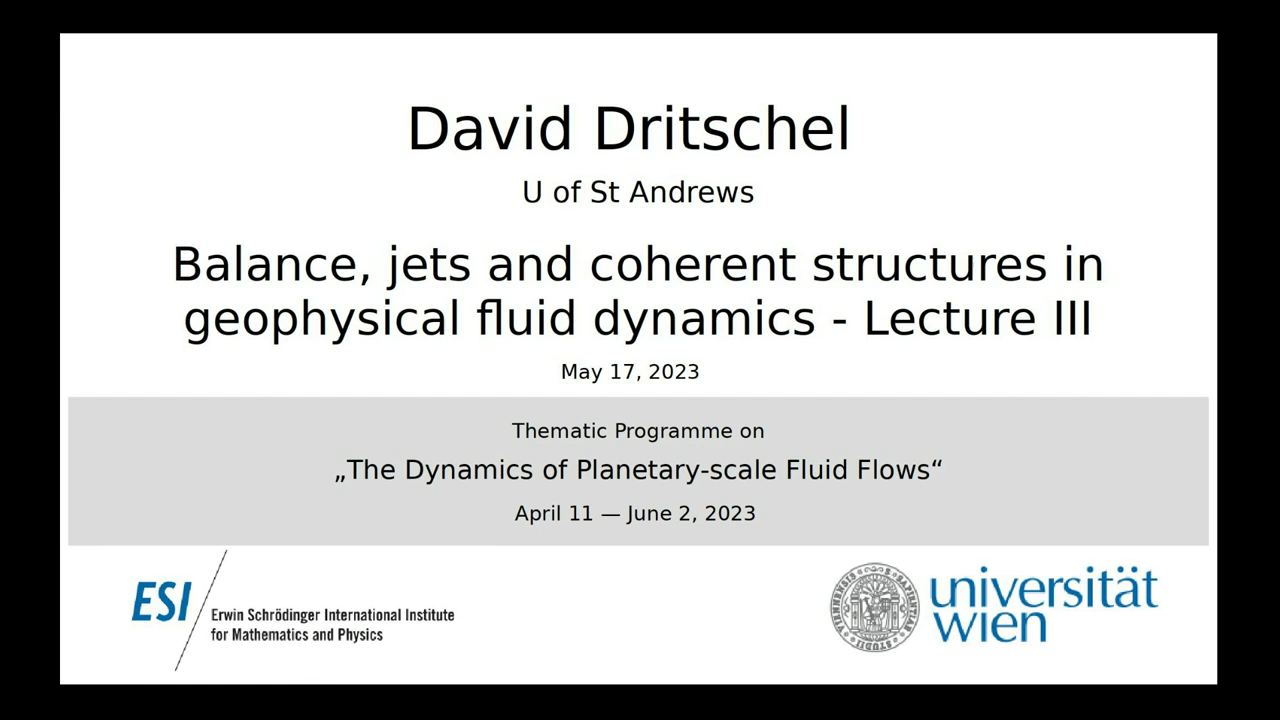 David Dritschel
U of St Andrews
Balance, jets and coherent structures in
geophysical fluid dynamics - Lecture III
May 17, 2023
Thematic Programme on
„The Dynamics of Planetary-scale Fluid Flows“
April 11 — June 2, 2023
ESI
Erwin Schrödinger International Institute
for Mathematics and Physics
universität
wien